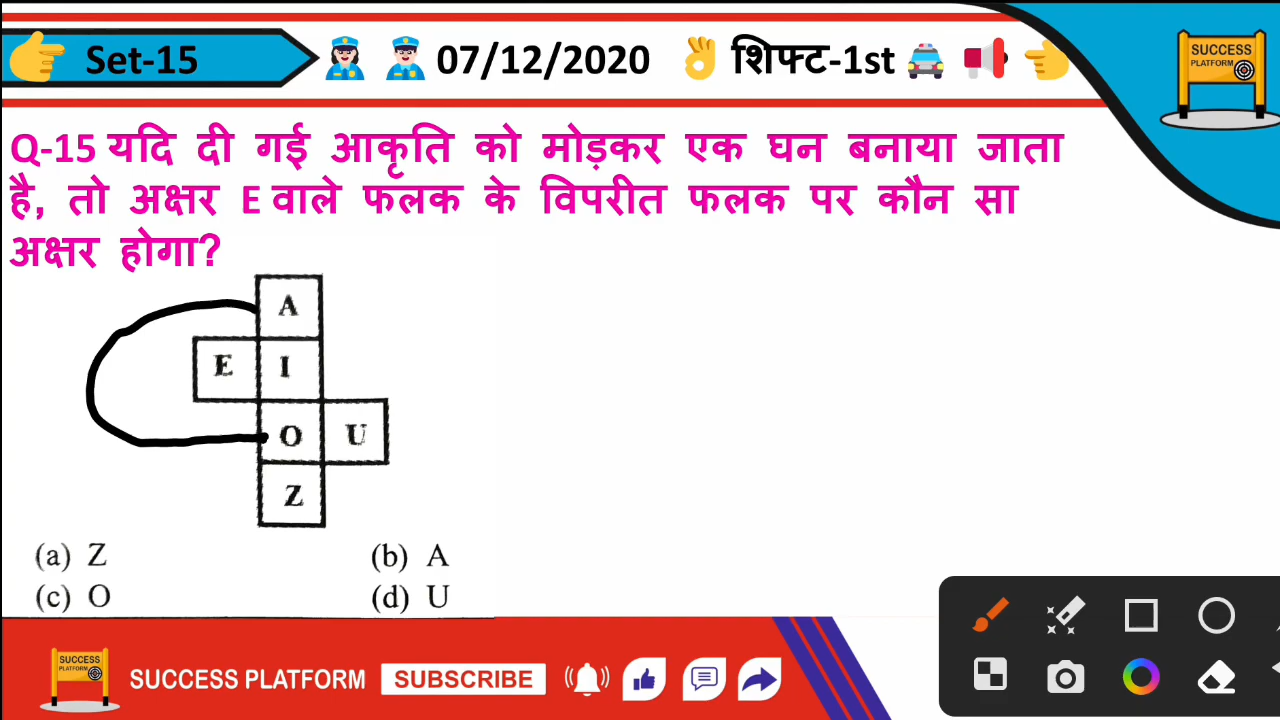 Set-15 07/12/2020 शिफ्ट-1st
SUCCESS
PLATFORM
Q-15 यदि दी गई आकृति को मोड़कर एक घन बनाया जाता
है, तो अक्षर E वाले फलक के विपरीत फलक पर कौन सा
अक्षर होगा?
A
E I
O U
Z
(a) Z (b) A
(c) O (d) U
SUCCESS
PLATFORM
SUCCESS PLATFORM SUBSCRIBE